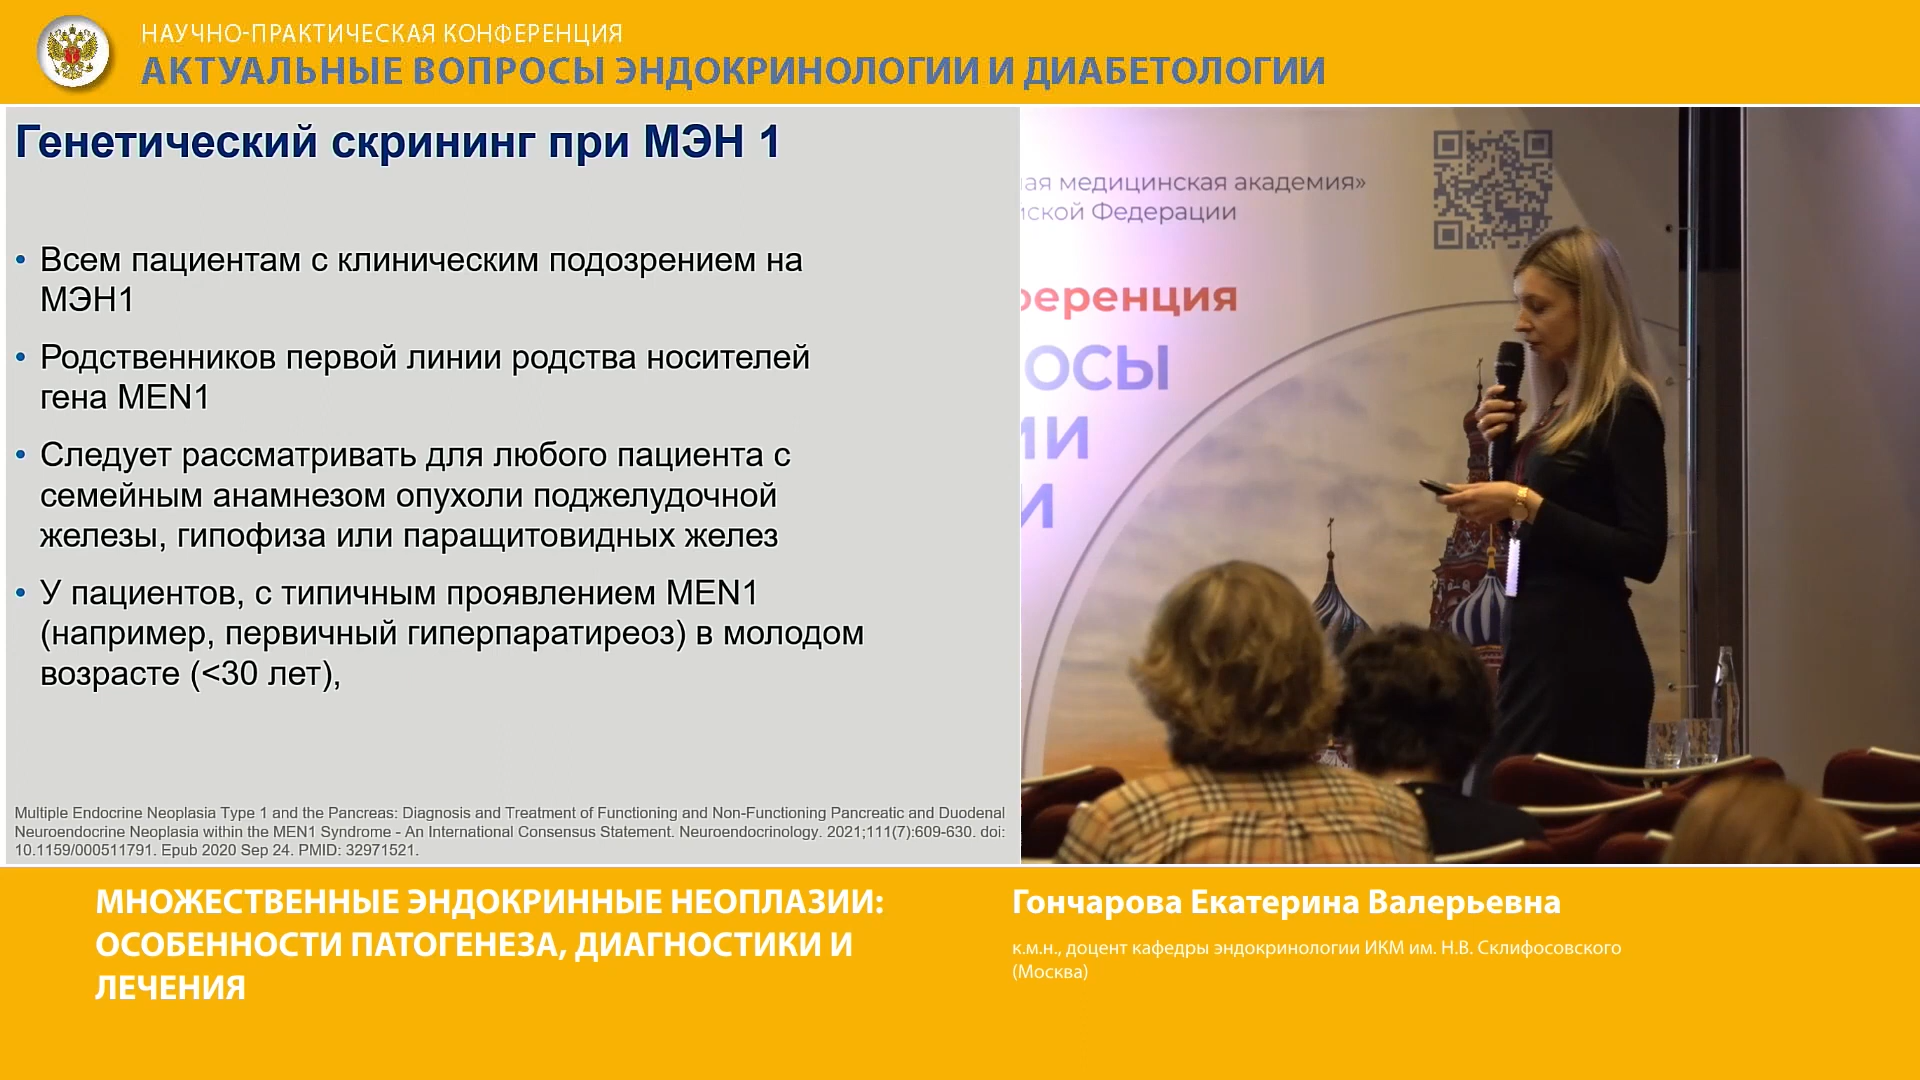 НАУЧНО-ПРАКТИЧЕСКАЯ КОНФЕРЕНЦИЯ
АКТУАЛЬНЫЕ ВОПРОСЫ ЭНДОКРИНОЛОГИИ И ДИАБЕТОЛОГИИ
Генетический скрининг при МЭН 1
• Всем пациентам с клиническим подозрением на
МЭН1
• Родственников первой линии родства носителей
гена MEN1
• Следует рассматривать для любого пациента с
семейным анамнезом опухоли поджелудочной
железы, гипофиза или паращитовидных желез
• У пациентов, с типичным проявлением MEN1
(например, первичный гиперпаратиреоз) в молодом
возрасте (<30 лет),
Multiple Endocrine Neoplasia Type 1 and the Pancreas: Diagnosis and Treatment of Functioning and Non-Functioning Pancreatic and Duodenal
Neuroendocrine Neoplasia within the MEN1 Syndrome - An International Consensus Statement. Neuroendocrinology. 2021;111(7):609-630. doi:
10.1159/000511791. Epub 2020 Sep 24. PMID: 32971521.
ная медицинская академия»
йской Федерации
ференция
ОСЫ
ИИ
И
МНОЖЕСТВЕННЫЕ ЭНДОКРИННЫЕ НЕОПЛАЗИИ:
ОСОБЕННОСТИ ПАТОГЕНЕЗА, ДИАГНОСТИКИ И
ЛЕЧЕНИЯ
Гончарова Екатерина Валерьевна
к.м.н., доцент кафедры эндокринологии ИКМ им. Н.В. Склифосовского
(Москва)